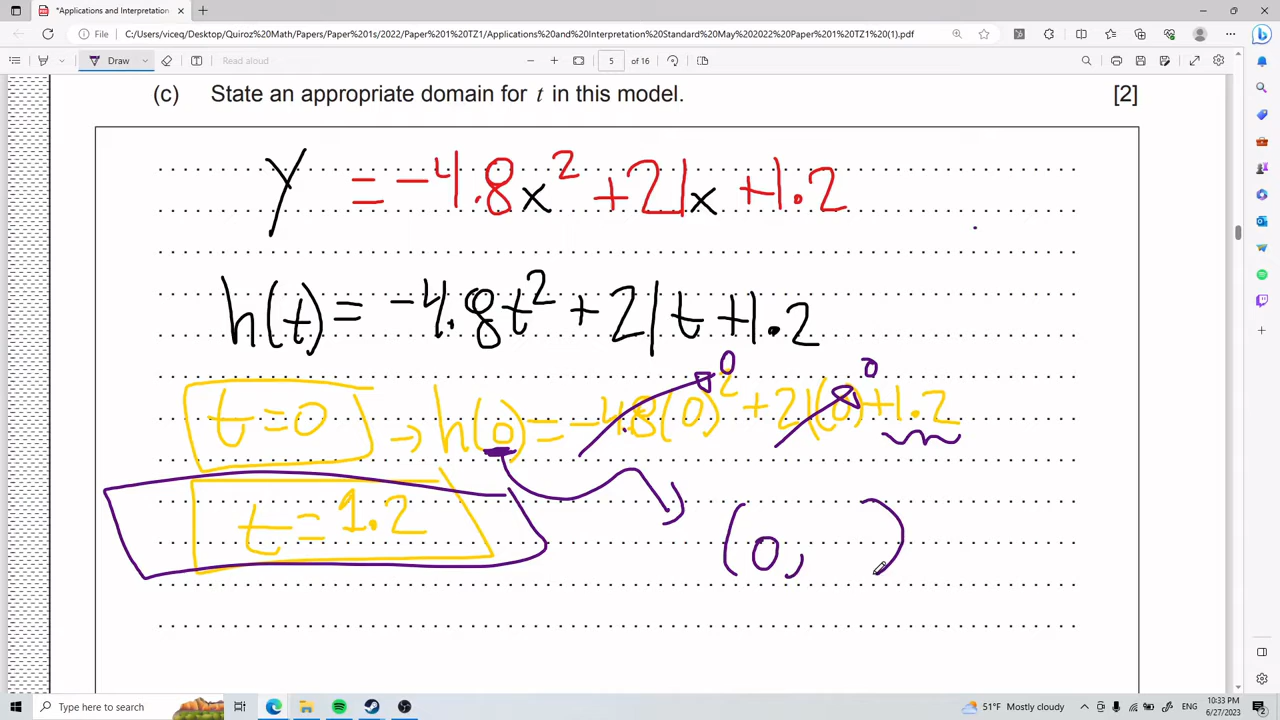 *Applications and Interpretation
File C:/Users/viceq/Desktop/Quiroz%20Math/Papers/Paper%201s/2022/Paper%201%20TZ1/Applications%20and%20Interpretation%20Standard%20May%202022%20Paper%201%20TZ1%20(1).pdf
Draw Read aloud 5 of 16
(c) State an appropriate domain for t in this model. [2]
y = -4.8x² + 21x + 1.2
h(t) = -4.8t² + 21t + 1.2
0 0
t = 0 → h(0) = -4.8(0)² + 21(0) + 1.2
t = 1.2
(0, )
Type here to search
51°F Mostly cloudy
10:33 PM
6/27/2023